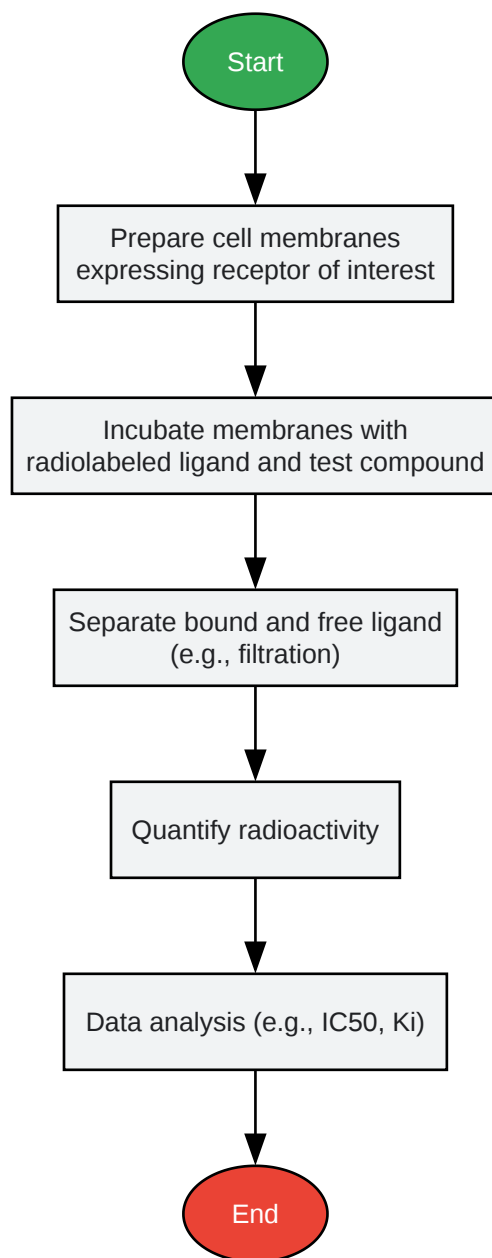 Start
Prepare cell membranes
expressing receptor of interest
Incubate membranes with
radiolabeled ligand and test compound
Separate bound and free ligand
(e.g., filtration)
Quantify radioactivity
Data analysis (e.g., IC50, Ki)
End